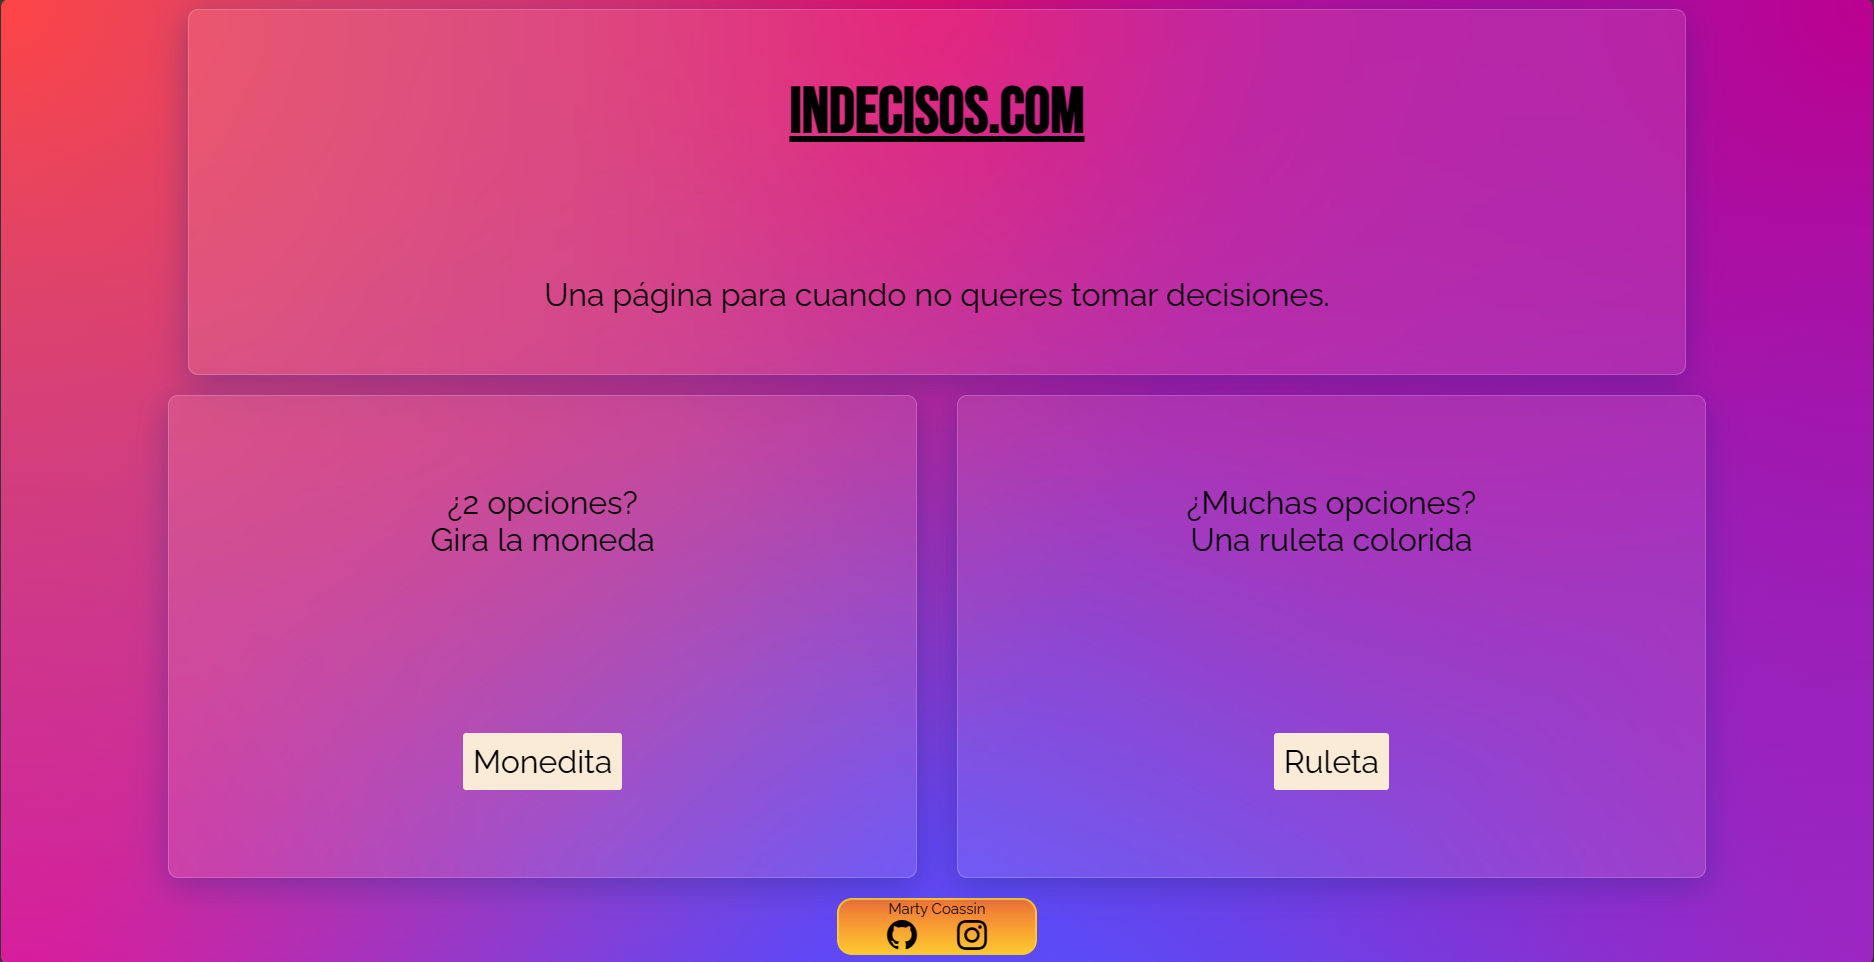 INDECISOS.COM
Una página para cuando no queres tomar decisiones.
¿2 opciones?
Gira la moneda
Monedita
¿Muchas opciones?
Una ruleta colorida
Ruleta
Marty Coassin